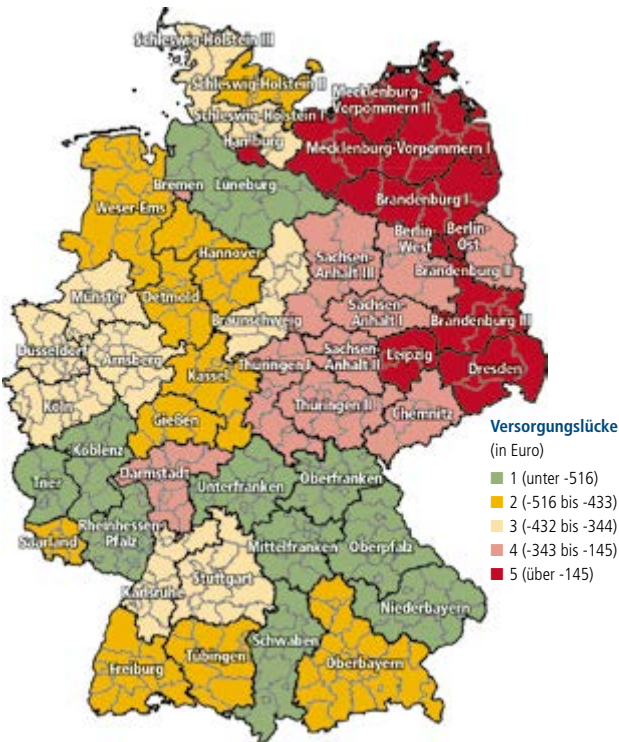 Schleswig-Holstein III
Schleswig-Holstein II
Mecklenburg-
Vorpommern II
Schleswig-Holstein I
Hamburg
Mecklenburg-Vorpommern I
Bremen
Lüneburg
Brandenburg I
Weser-Ems
Berlin-
West
Berlin-
Ost
Hannover
Sachsen-
Anhalt III
Brandenburg II
Münster
Detmold
Braunschweig
Sachsen-
Anhalt I
Brandenburg III
Düsseldorf
Arnsberg
Kassel
Thüringen I
Sachsen-
Anhalt II
Leipzig
Dresden
Köln
Gießen
Thüringen II
Chemnitz
Koblenz
Darmstadt
Trier
Unterfranken
Oberfranken
Rheinhessen-
Pfalz
Saarland
Mittelfranken
Oberpfalz
Karlsruhe
Stuttgart
Niederbayern
Schwaben
Freiburg
Tübingen
Oberbayern
Versorgungslücke
(in Euro)
1 (unter -516)
2 (-516 bis -433)
3 (-432 bis -344)
4 (-343 bis -145)
5 (über -145)